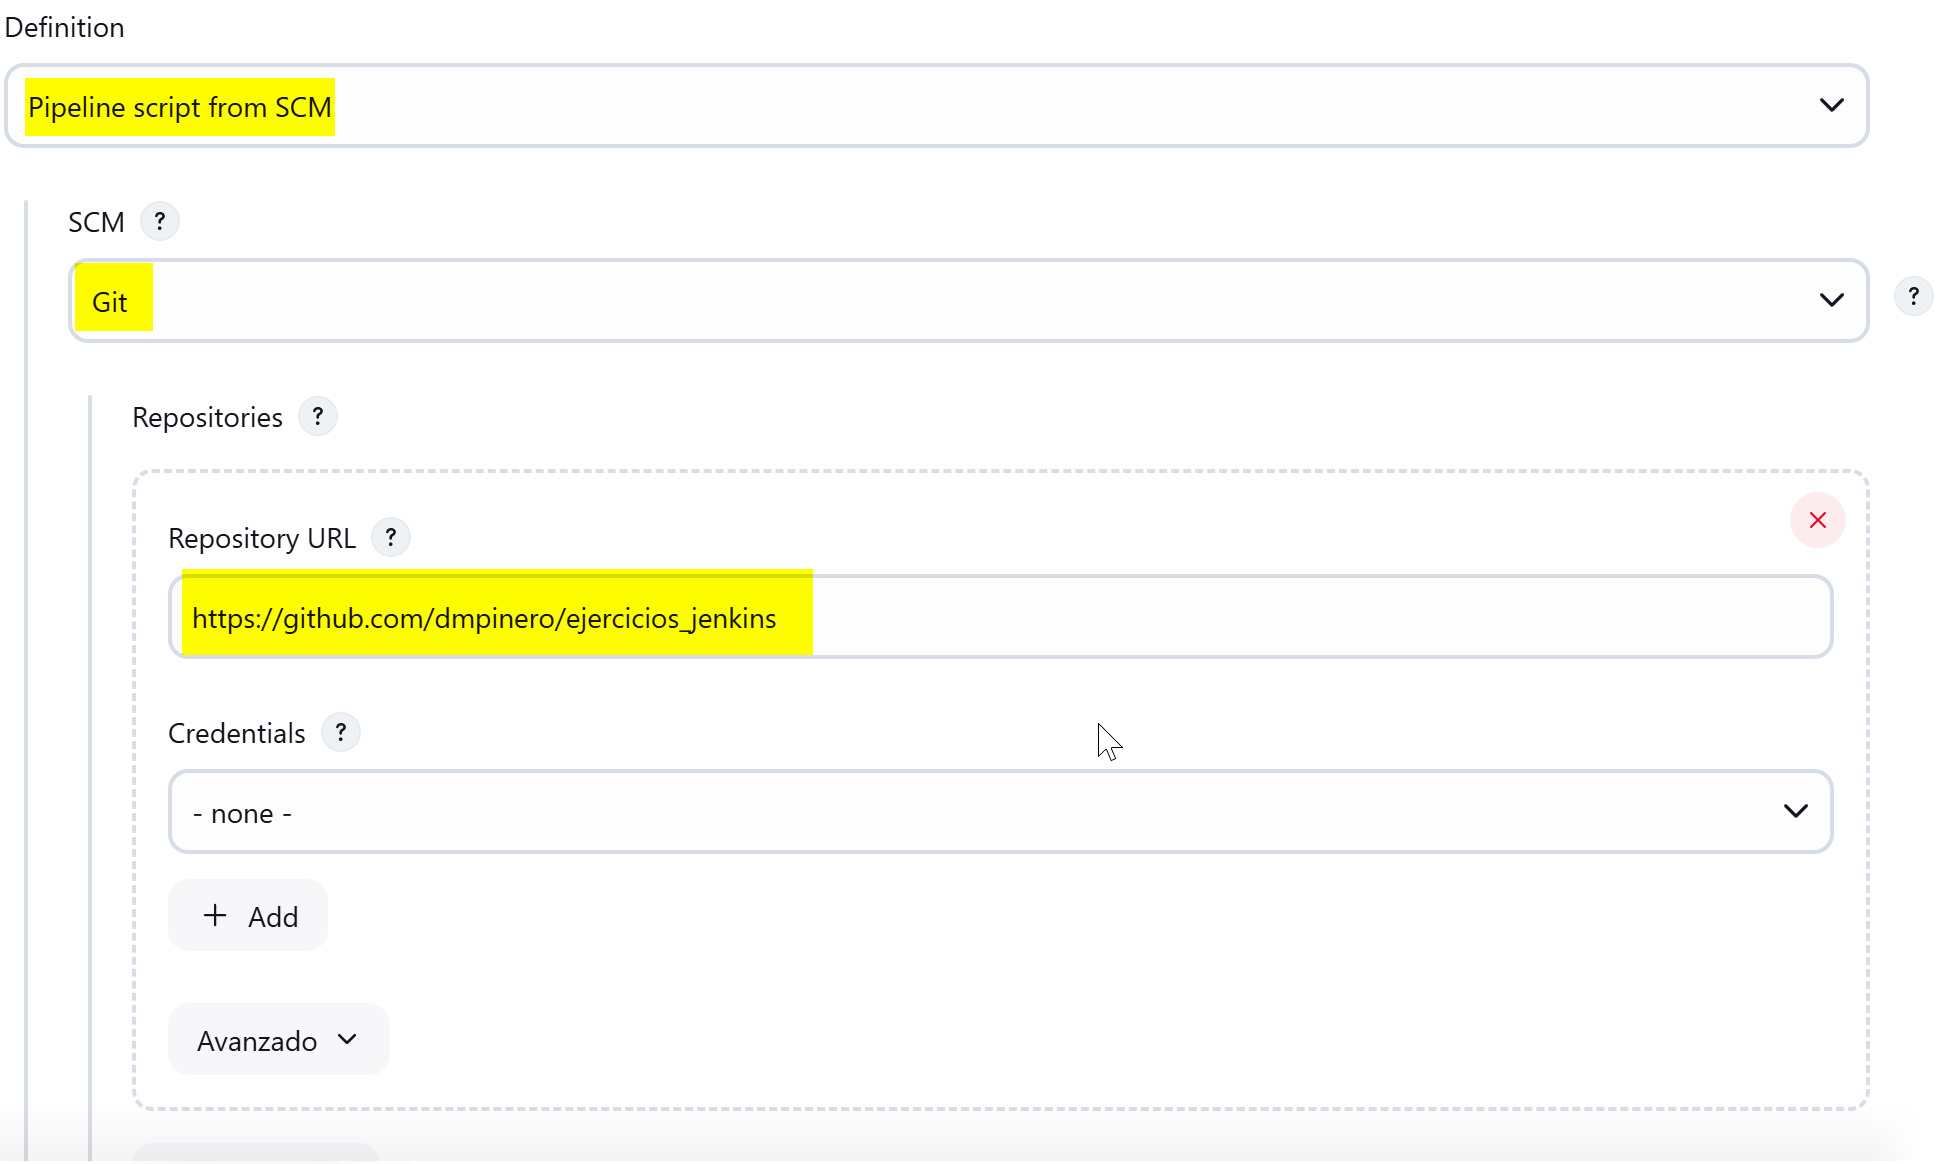 Definition
Pipeline script from SCM
SCM ?
Git
?
Repositories ?
Repository URL ?
https://github.com/dmpinero/ejercicios_jenkins
Credentials ?
- none -
+ Add
Avanzado